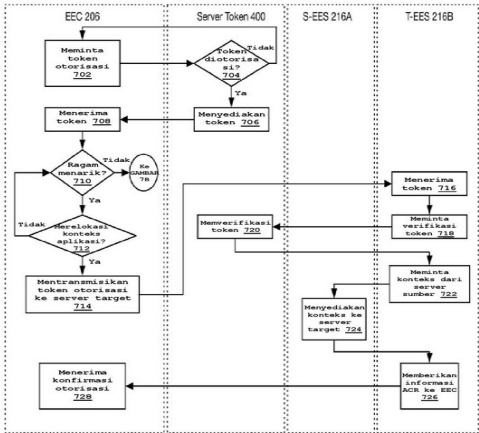 EEC 206
Server Token 400
S-EES 216A
T-EES 216B
Meminta
token
otorisasi
702
Tidak
Token
diotorisa
si?
704
Ya
Menyediakan
token 706
Menerima
token 708
Ragam
menarik?
710
Tidak
Ke
GAMBAR
7B
Ya
Merelokasi
konteks
aplikasi?
712
Tidak
Ya
Mentransmisikan
token otorisasi
ke server target
714
Menerima
token 716
Meminta
verifikasi
token 718
Memverifikasi
token 720
Meminta
konteks dari
server
sumber 722
Menyediakan
konteks ke
server
target 724
Memberikan
informasi
ACR ke EEC
726
Menerima
konfirmasi
otorisasi
728